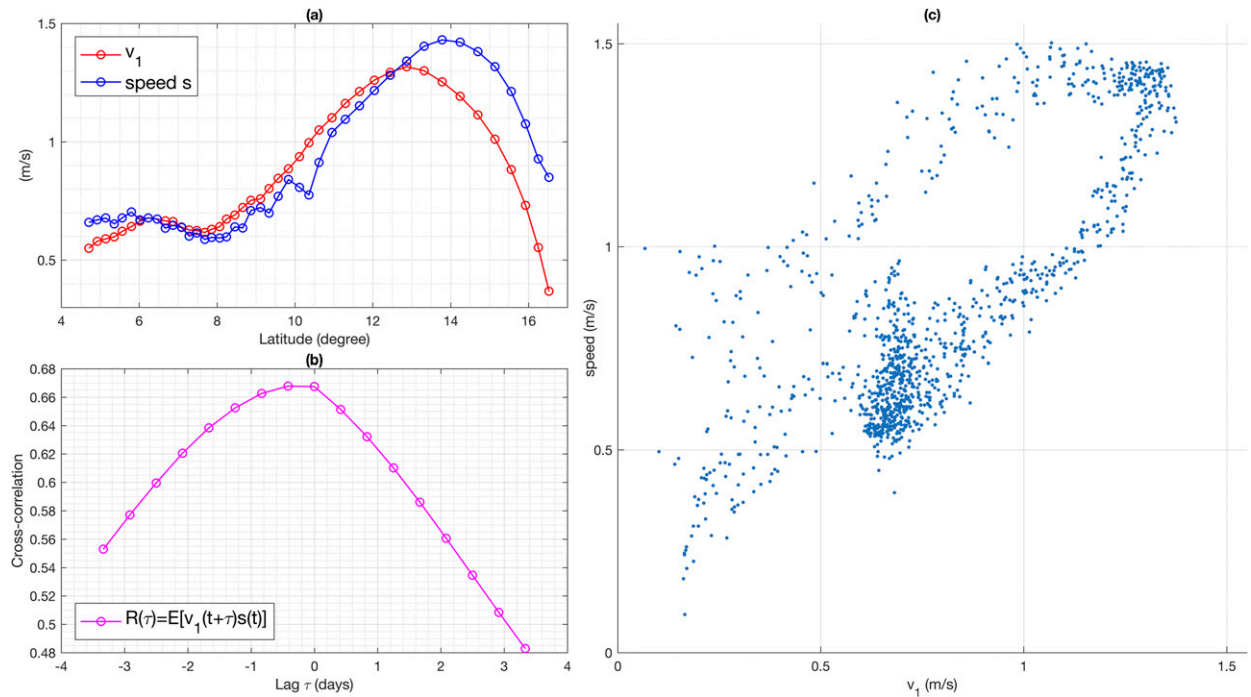 (a)
1.5
1
0.5
(m/s)
v1
speed s
4 6 8 10 12 14 16
Latitude (degree)
(b)
0.68
0.66
0.64
0.62
0.6
0.58
0.56
0.54
0.52
0.5
0.48
Cross-correlation
R(τ)=E[v1(t+τ)s(t)]
-4 -3 -2 -1 0 1 2 3 4
Lag τ (days)
(c)
1.5
1
0.5
0
speed (m/s)
0 0.5 1 1.5
v1 (m/s)